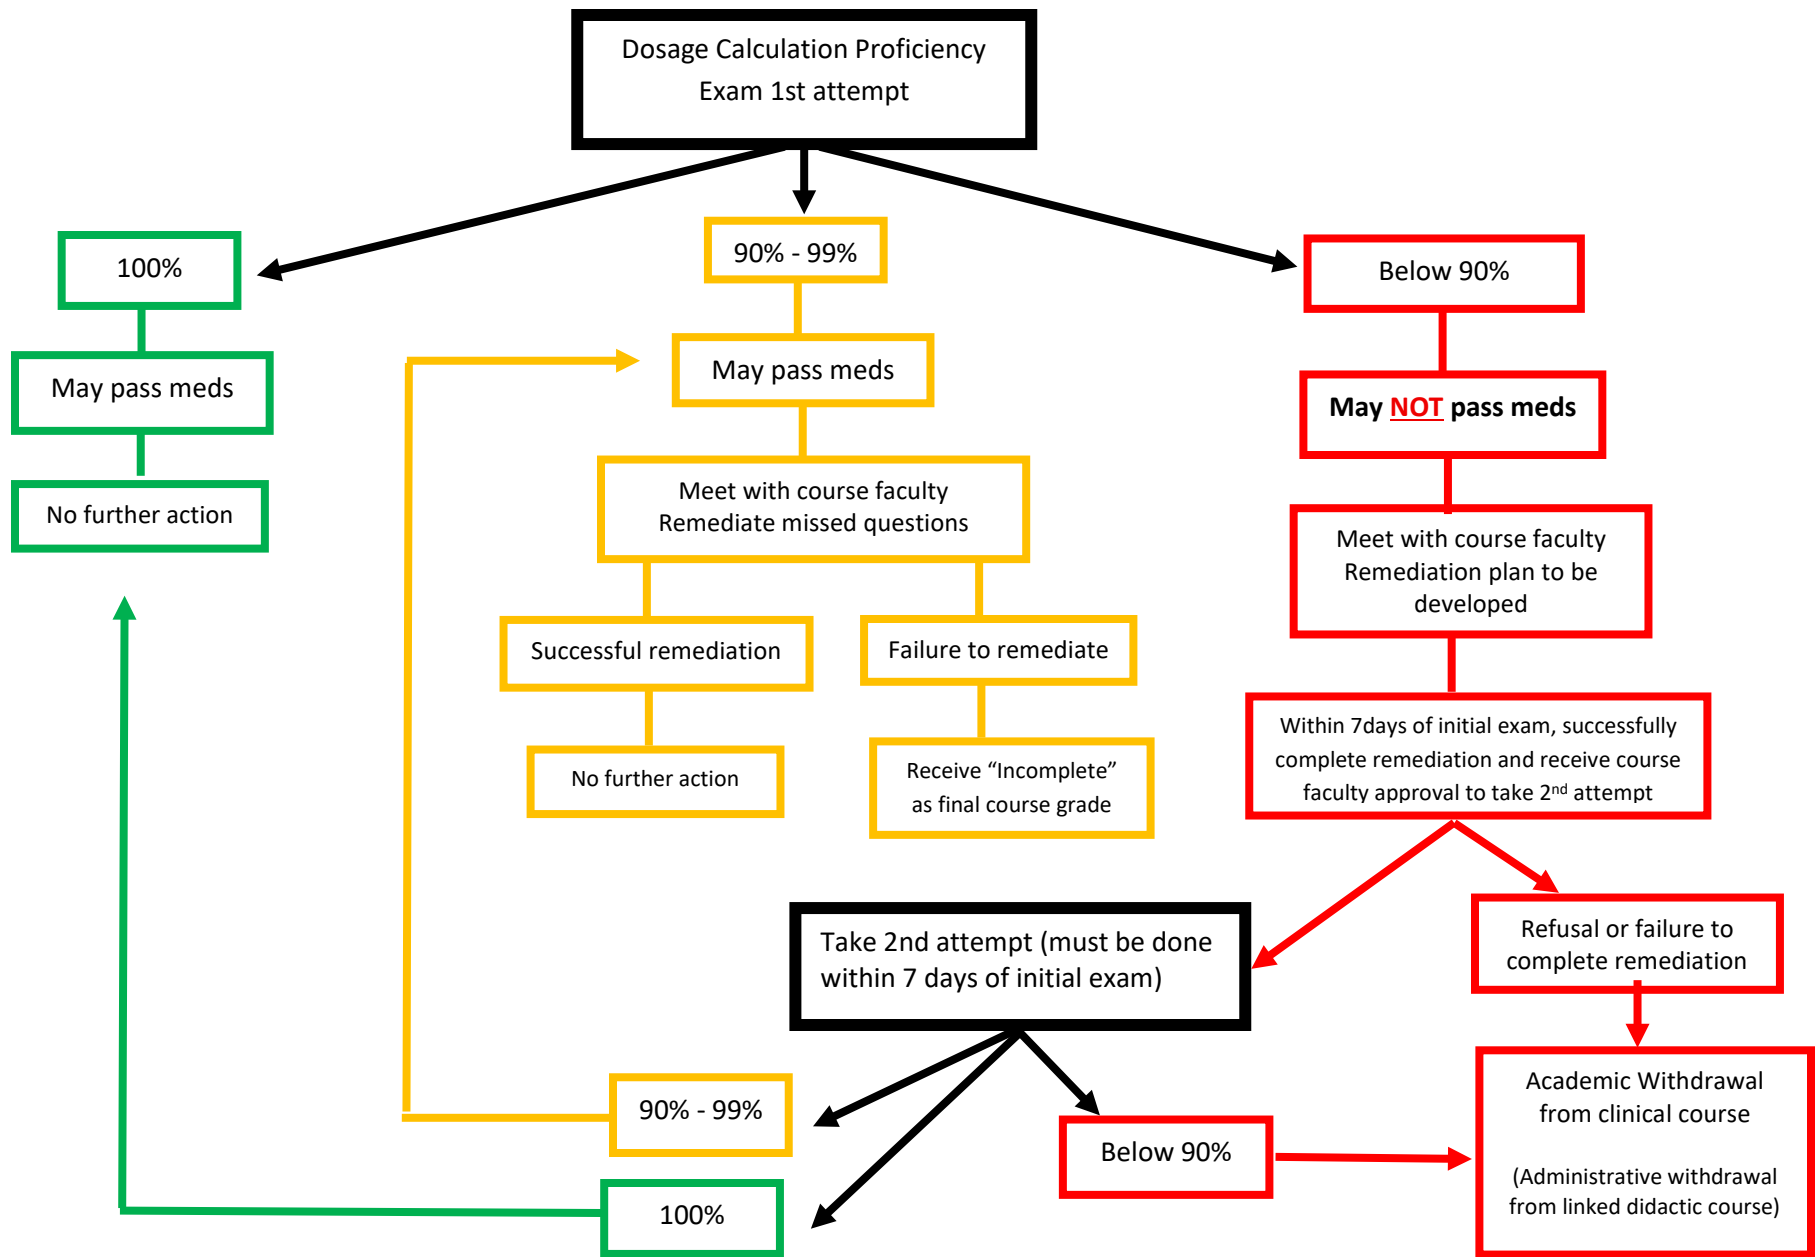 Dosage Calculation Proficiency
Exam 1st attempt
100%
90% - 99%
Below 90%
May pass meds
May pass meds
May NOT pass meds
No further action
Meet with course faculty
Remediate missed questions
Meet with course faculty
Remediation plan to be
developed
Successful remediation
Failure to remediate
No further action
Receive “Incomplete”
as final course grade
Within 7days of initial exam, successfully
complete remediation and receive course
faculty approval to take 2nd attempt
Take 2nd attempt (must be done
within 7 days of initial exam)
Refusal or failure to
complete remediation
90% - 99%
Below 90%
100%
Academic Withdrawal
from clinical course
(Administrative withdrawal
from linked didactic course)